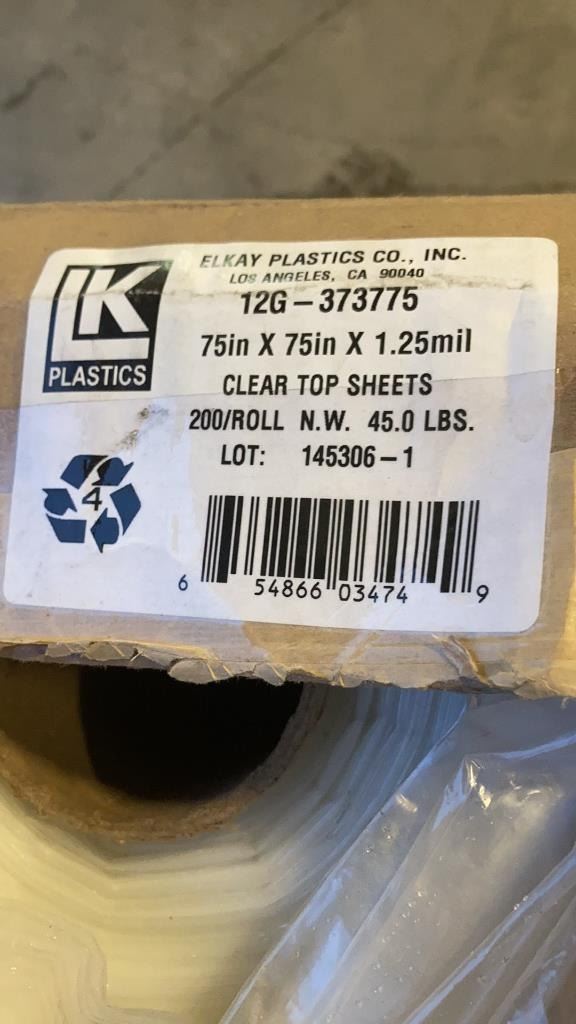 ELKAY PLASTICS CO., INC.
LOS ANGELES, CA 90040
LK
PLASTICS
12G-373775
75in X 75in X 1.25mil
CLEAR TOP SHEETS
200/ROLL N.W. 45.0 LBS.
LOT: 145306-1
4
6 54866 03474 9